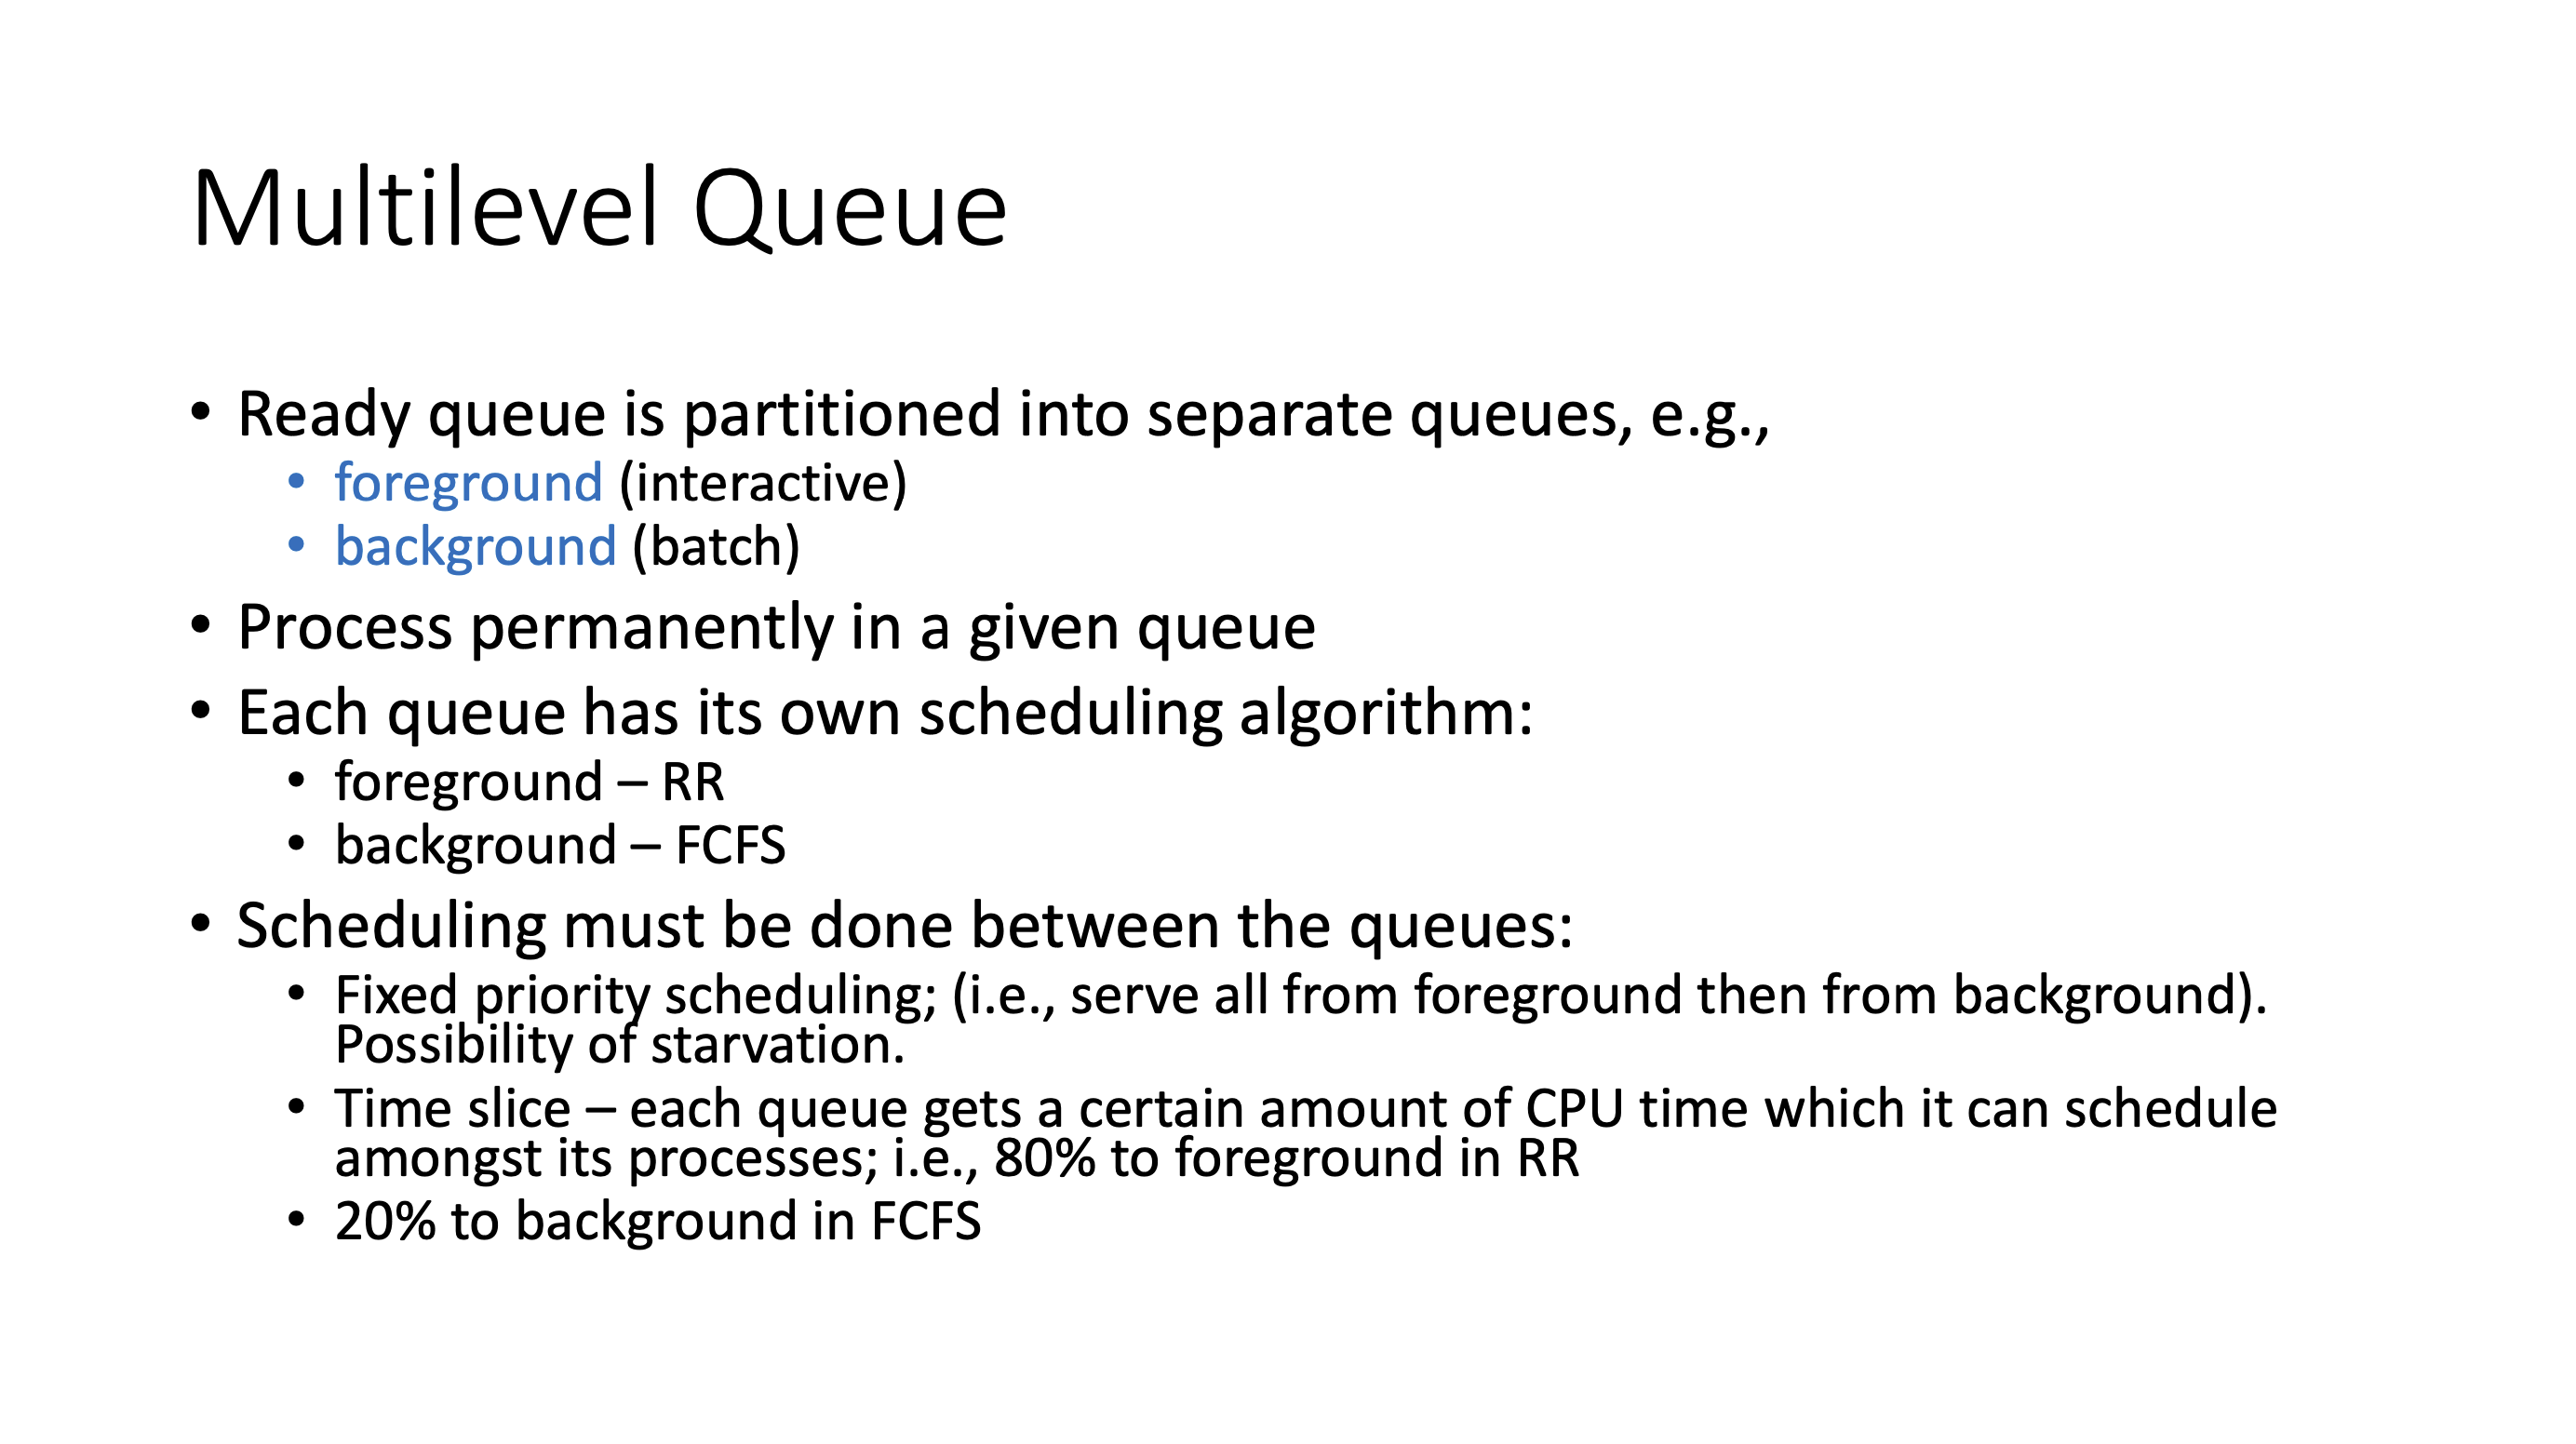 Multilevel Queue
• Ready queue is partitioned into separate queues, e.g.,
• foreground (interactive)
• background (batch)
• Process permanently in a given queue
• Each queue has its own scheduling algorithm:
• foreground – RR
• background – FCFS
• Scheduling must be done between the queues:
• Fixed priority scheduling; (i.e., serve all from foreground then from background).
Possibility of starvation.
• Time slice – each queue gets a certain amount of CPU time which it can schedule
amongst its processes; i.e., 80% to foreground in RR
• 20% to background in FCFS